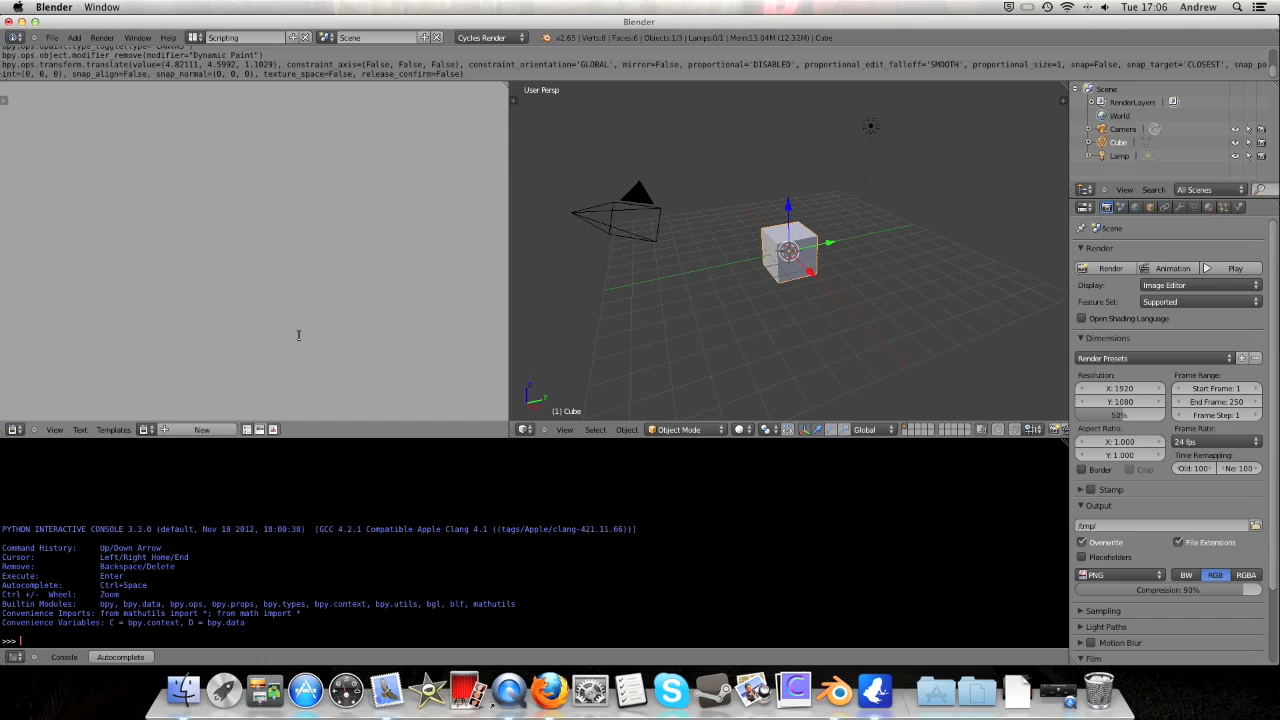 Blender Window Tue 17:06 Andrew
Blender
File Add Render Window Help Scripting Scene Cycles Render v2.65 | Verts:8 | Faces:6 | Objects:1/3 | Lamps:0/1 | Mem:13.04M (12.32M) | Cube
bpy.ops.object.modifier_remove(modifier="Dynamic Paint")
bpy.ops.transform.translate(value=(4.82111, 4.5992, 1.1029), constraint_axis=(False, False, False), constraint_orientation='GLOBAL', mirror=False, proportional='DISABLED', proportional_edit_falloff='SMOOTH', proportional_size=1, snap=False, snap_target='CLOSEST', snap_po
int=(0, 0, 0), snap_align=False, snap_normal=(0, 0, 0), texture_space=False, release_confirm=False)
User Persp
(1) Cube
View Text Templates New
View Select Object Object Mode Global
PYTHON INTERACTIVE CONSOLE 3.3.0 (default, Nov 18 2012, 18:00:38) [GCC 4.2.1 Compatible Apple Clang 4.1 ((tags/Apple/clang-421.11.66))]
Command History: Up/Down Arrow
Cursor: Left/Right Home/End
Remove: Backspace/Delete
Execute: Enter
Autocomplete: Ctrl+Space
Ctrl +/- Wheel: Zoom
Builtin Modules: bpy, bpy.data, bpy.ops, bpy.props, bpy.types, bpy.context, bpy.utils, bgl, blf, mathutils
Convenience Imports: from mathutils import *; from math import *
Convenience Variables: C = bpy.context, D = bpy.data
>>>
Console Autocomplete
Scene
RenderLayers
World
Camera
Cube
Lamp
View Search All Scenes
Scene
Render
Render Animation Play
Display: Image Editor
Feature Set: Supported
Open Shading Language
Dimensions
Render Presets
Resolution: Frame Range:
X: 1920 Start Frame: 1
Y: 1080 End Frame: 250
50% Frame Step: 1
Aspect Ratio: Frame Rate:
X: 1.000 24 fps
Y: 1.000 Time Remapping:
Border Crop Old: 100 Ne: 100
Stamp
Output
/tmp/
Overwrite File Extensions
Placeholders
PNG BW RGB RGBA
Compression: 90%
Sampling
Light Paths
Motion Blur
Film